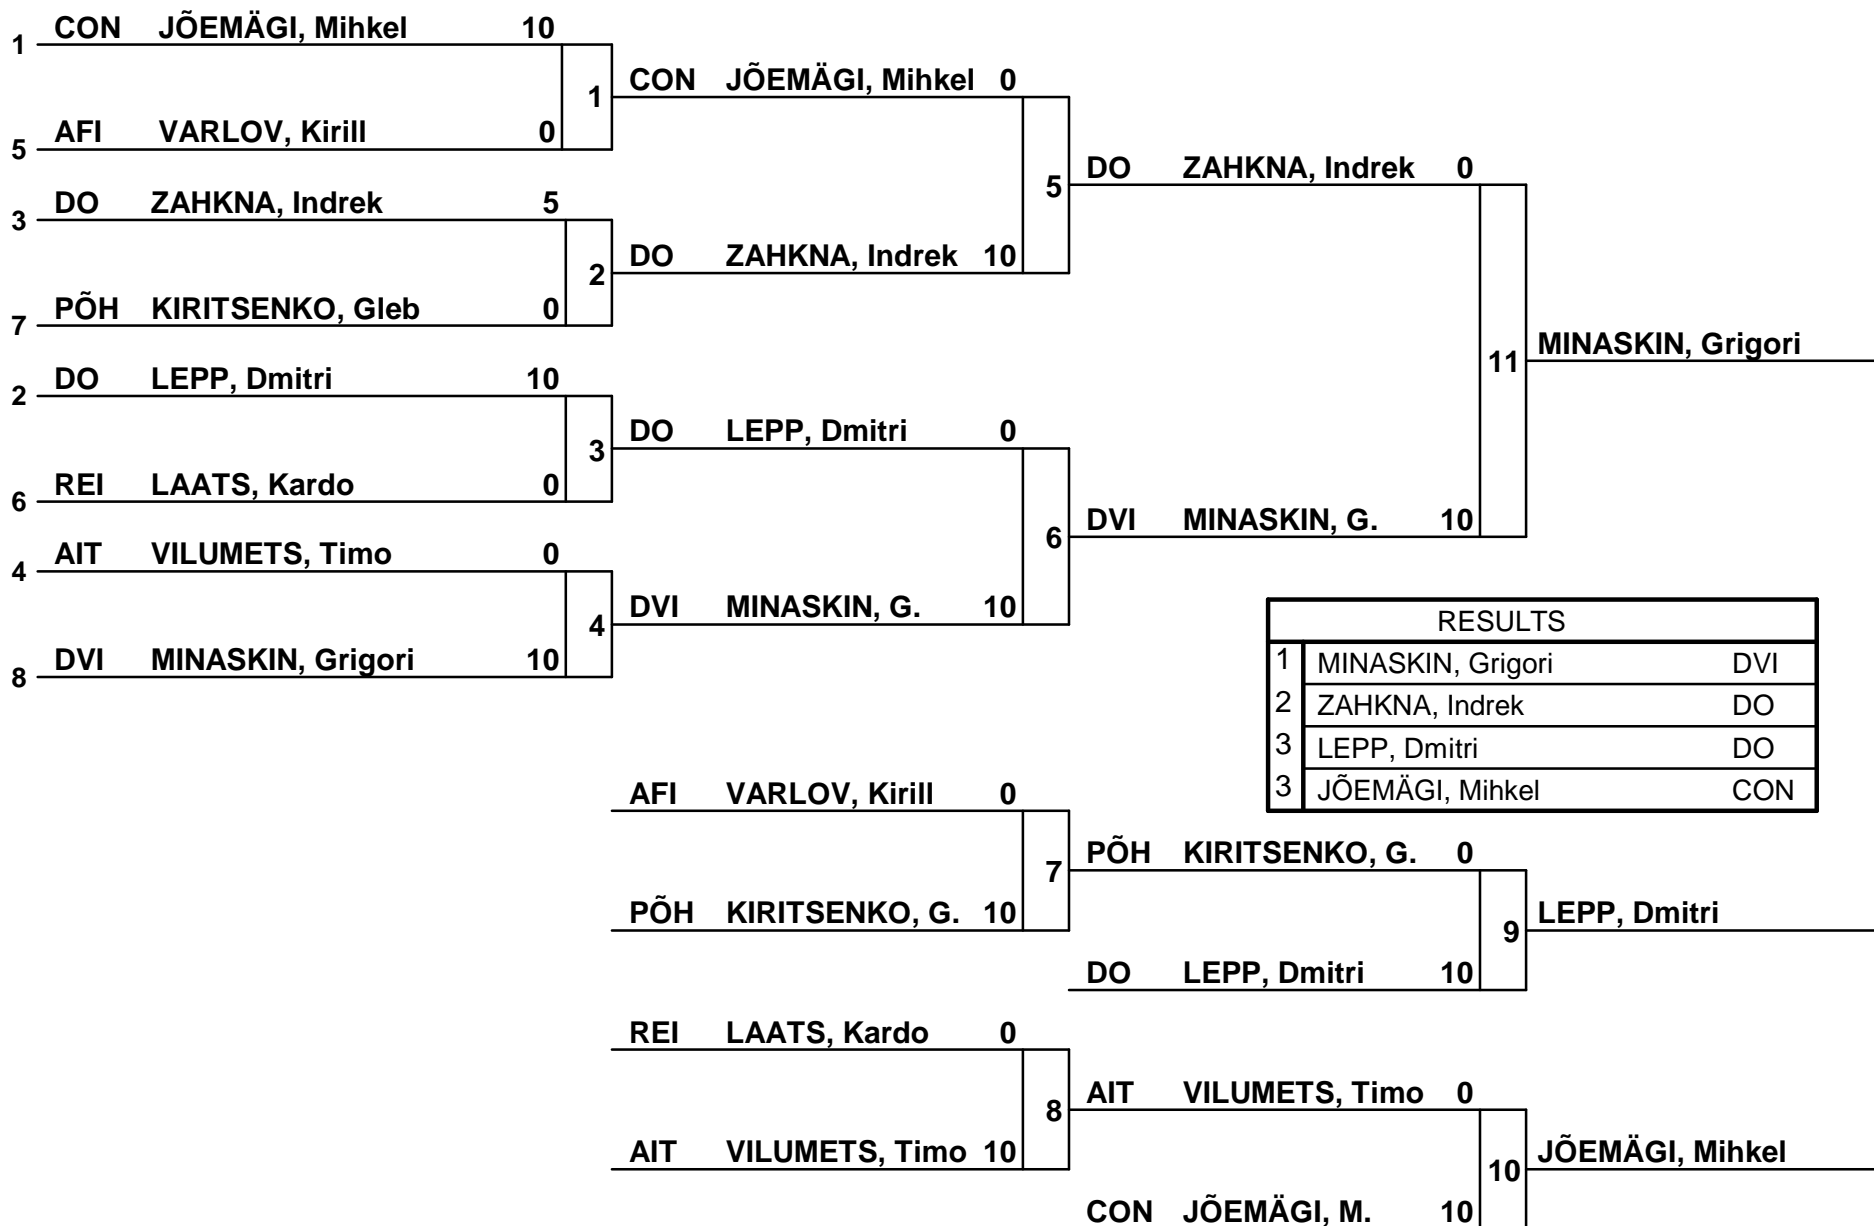 1 CON JÕEMÄGI, Mihkel 10
1 CON JÕEMÄGI, Mihkel 0
5 AFI VARLOV, Kirill 0
5 DO ZAHKNA, Indrek 0
3 DO ZAHKNA, Indrek 5
2 DO ZAHKNA, Indrek 10
7 PÕH KIRITSENKO, Gleb 0
11 MINASKIN, Grigori
2 DO LEPP, Dmitri 10
3 DO LEPP, Dmitri 0
6 REI LAATS, Kardo 0
6 DVI MINASKIN, G. 10
4 AIT VILUMETS, Timo 0
4 DVI MINASKIN, G. 10
8 DVI MINASKIN, Grigori 10
RESULTS
1 MINASKIN, Grigori DVI
2 ZAHKNA, Indrek DO
3 LEPP, Dmitri DO
3 JÕEMÄGI, Mihkel CON
AFI VARLOV, Kirill 0
7 PÕH KIRITSENKO, G. 0
PÕH KIRITSENKO, G. 10
9 LEPP, Dmitri
DO LEPP, Dmitri 10
REI LAATS, Kardo 0
8 AIT VILUMETS, Timo 0
AIT VILUMETS, Timo 10
10 JÕEMÄGI, Mihkel
CON JÕEMÄGI, M. 10